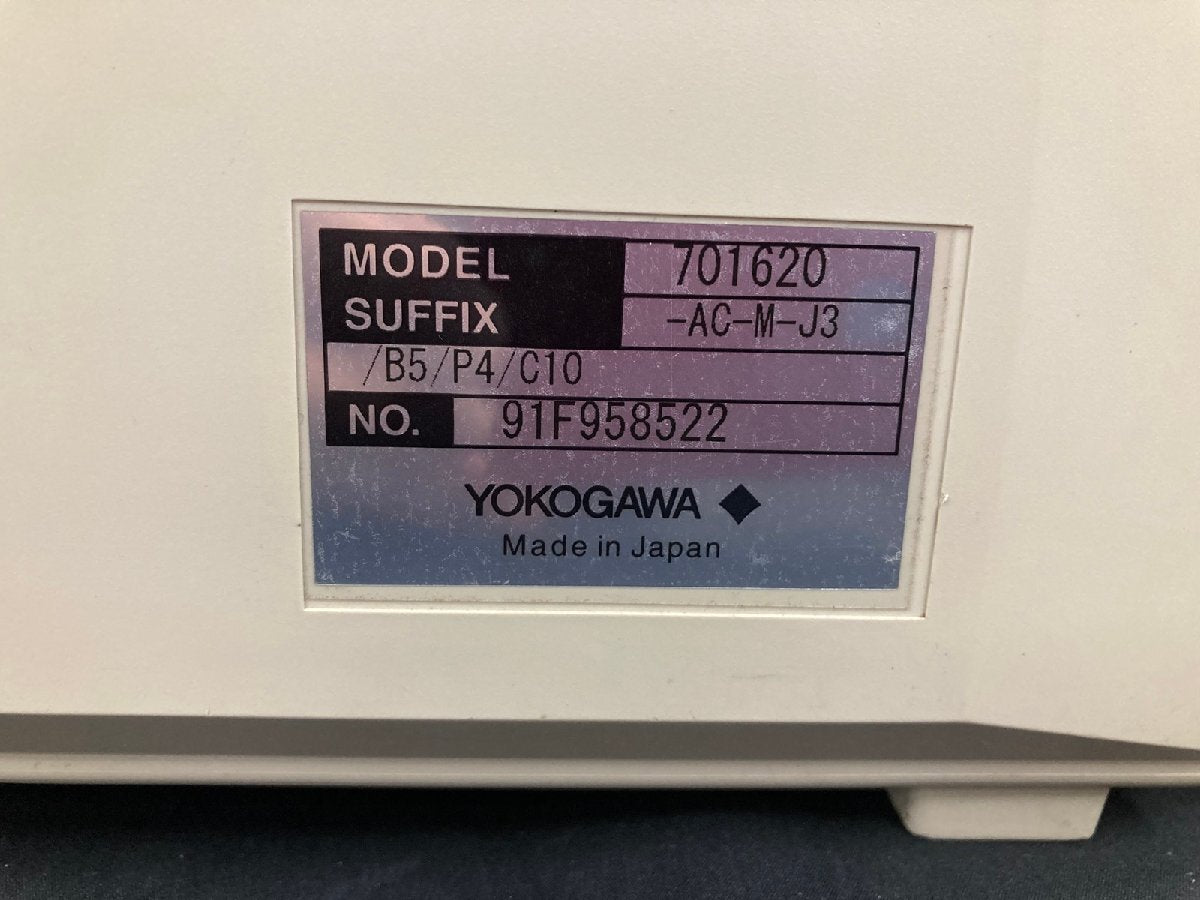 MODEL 701620
SUFFIX -AC-M-J3
/B5/P4/C10
NO. 91F958522
YOKOGAWA
Made in Japan